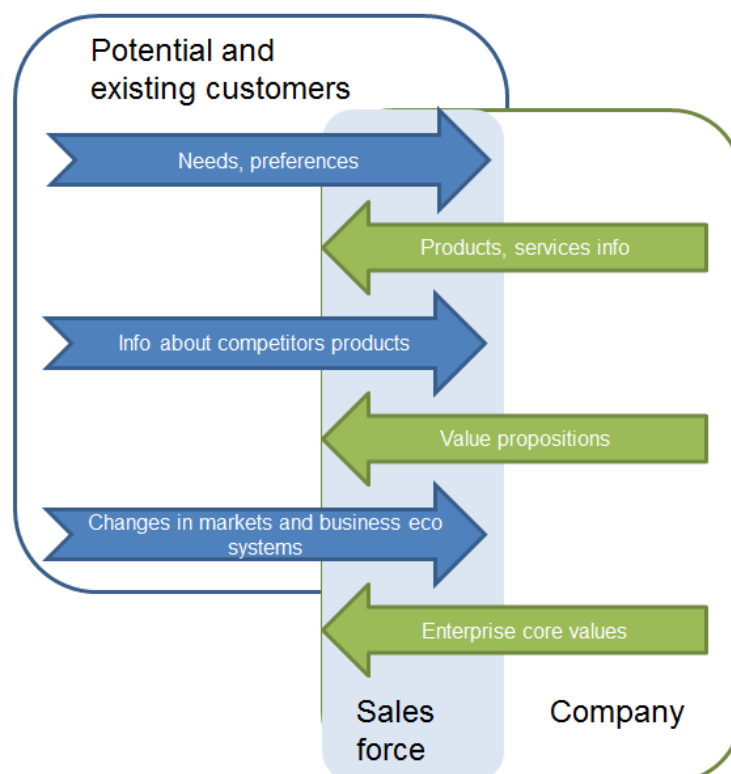 Potential and
existing customers
Needs, preferences
Products, services info
Info about competitors products
Value propositions
Changes in markets and business eco
systems
Enterprise core values
Sales
force
Company